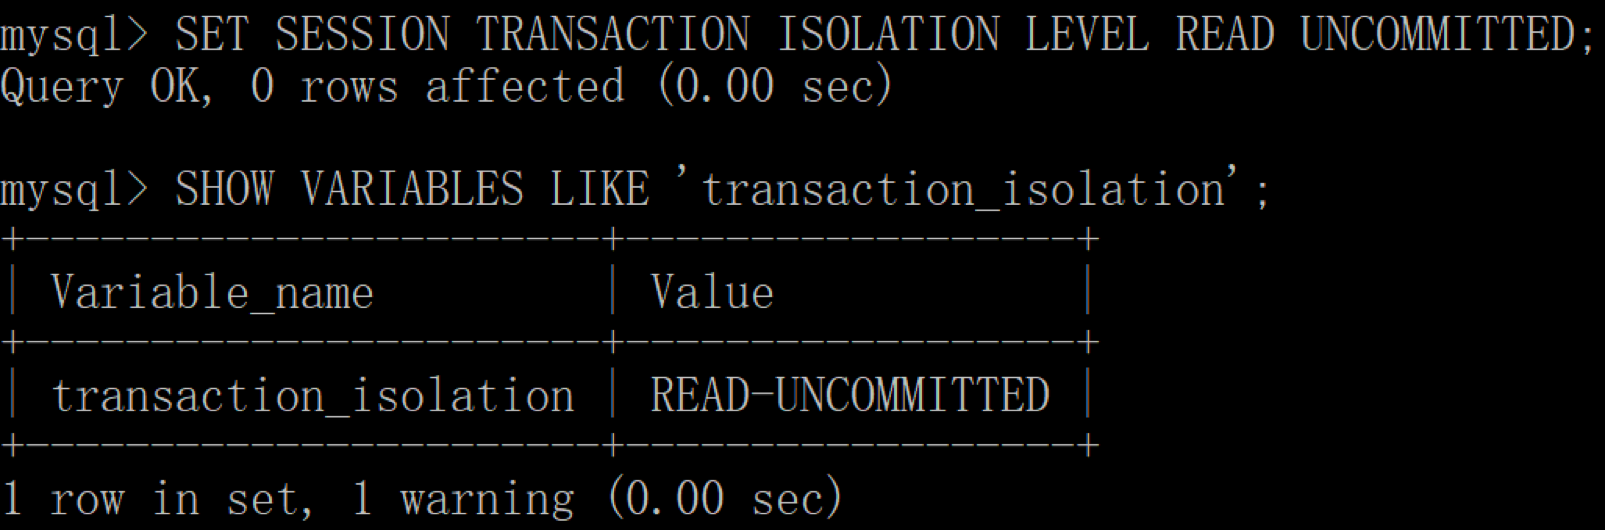 mysql> SET SESSION TRANSACTION ISOLATION LEVEL READ UNCOMMITTED;
Query OK, 0 rows affected (0.00 sec)

mysql> SHOW VARIABLES LIKE 'transaction_isolation';
+-----------------------+------------------+
| Variable_name         | Value            |
+-----------------------+------------------+
| transaction_isolation | READ-UNCOMMITTED |
+-----------------------+------------------+
1 row in set, 1 warning (0.00 sec)